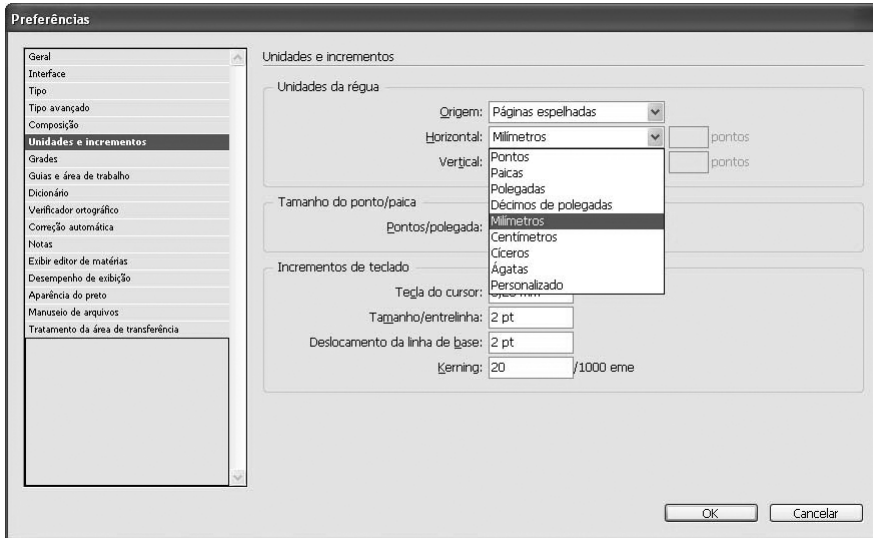 Preferências
Geral
Interface
Tipo
Tipo avançado
Composição
Unidades e incrementos
Grades
Guias e área de trabalho
Dicionário
Verificador ortográfico
Correção automática
Notas
Exibir editor de matérias
Desempenho de exibição
Aparência do preto
Manuseio de arquivos
Tratamento da área de transferência
Unidades e incrementos
Unidades da régua
Origem: Páginas espelhadas
Horizontal: Milímetros pontos
Vertical: pontos
Pontos
Paicas
Polegadas
Décimos de polegadas
Milímetros
Centímetros
Cíceros
Ágatas
Personalizado
Tamanho do ponto/paica
Pontos/polegada:
Incrementos de teclado
Tecla do cursor:
Tamanho/entrelinha: 2 pt
Deslocamento da linha de base: 2 pt
Kerning: 20 /1000 eme
OK Cancelar